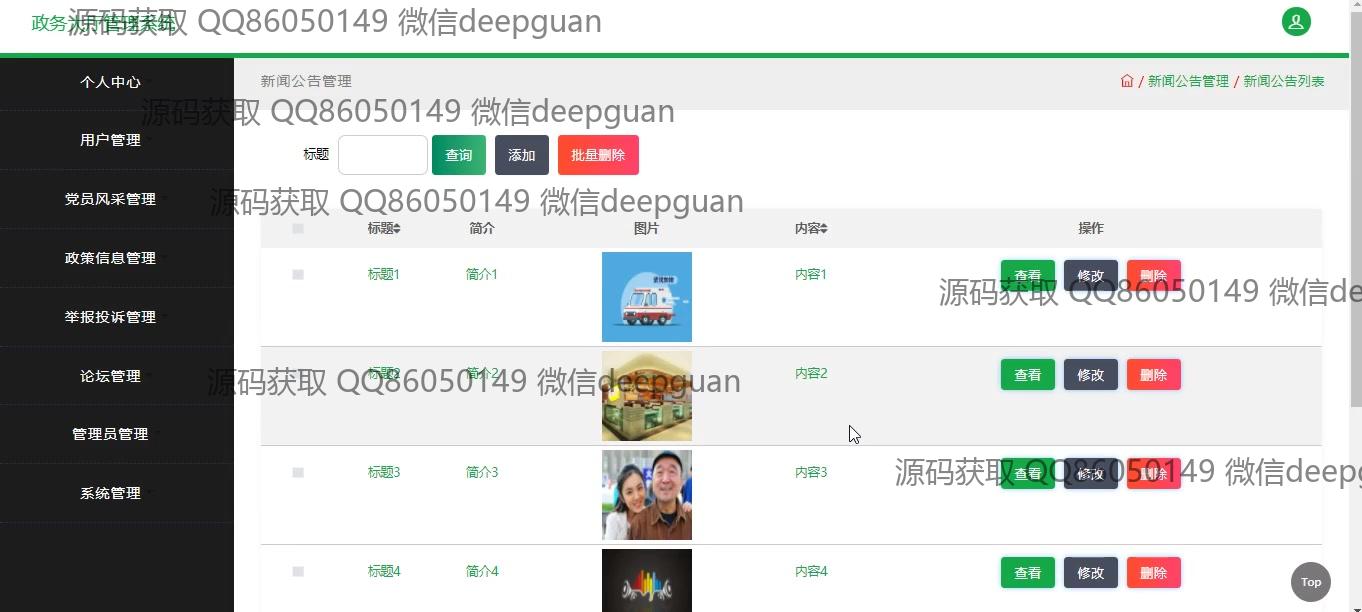 政务大厅管理系统
源码获取 QQ86050149 微信deepguan
个人中心
新闻公告管理
/ 新闻公告管理 / 新闻公告列表
源码获取 QQ86050149 微信deepguan
用户管理
标题 查询 添加 批量删除
党员风采管理
源码获取 QQ86050149 微信deepguan
标题 简介 图片 内容 操作
政策信息管理
标题1 简介1 内容1 查看 修改 删除
源码获取 QQ86050149 微信de
举报投诉管理
论坛管理
标题2 简介2 内容2 查看 修改 删除
源码获取 QQ86050149 微信deepguan
管理员管理
标题3 简介3 内容3 查看 修改 删除
源码获取 QQ86050149 微信deepg
系统管理
标题4 简介4 内容4 查看 修改 删除
Top